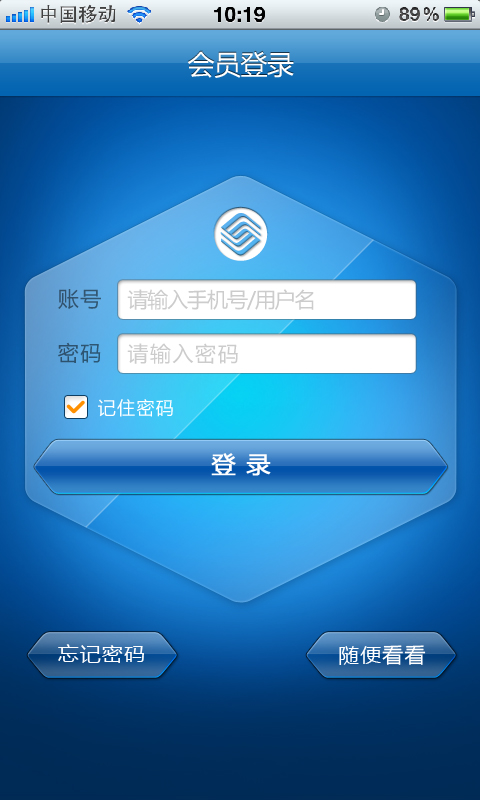 中国移动 10:19 89%
会员登录
账号 请输入手机号/用户名
密码 请输入密码
记住密码
登录
忘记密码 随便看看